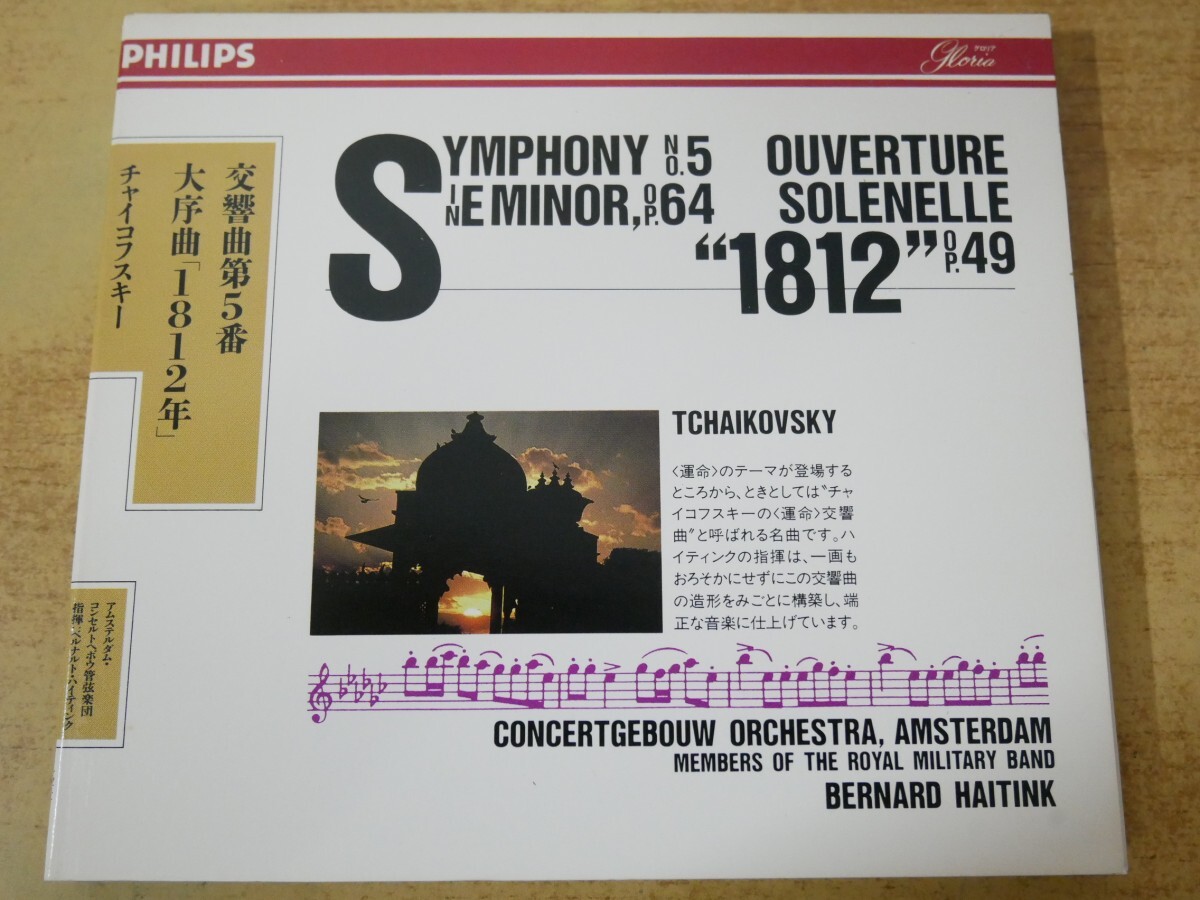 PHILIPS
グロリア
Gloria
交響曲第5番
大序曲「1812年」
チャイコフスキー
SYMPHONY NO.5
IN E MINOR, OP.64
OUVERTURE
SOLENELLE
“1812” OP.49
TCHAIKOVSKY
〈運命〉のテーマが登場する
ところから、ときとしては“チャ
イコフスキーの〈運命〉交響
曲”と呼ばれる名曲です。ハ
イティンクの指揮は、一画も
おろそかにせずにこの交響曲
の造形をみごとに構築し、端
正な音楽に仕上げています。
アムステルダム・
コンセルトヘボウ管弦楽団
指揮:ベルナルト・ハイティンク
CONCERTGEBOUW ORCHESTRA, AMSTERDAM
MEMBERS OF THE ROYAL MILITARY BAND
BERNARD HAITINK